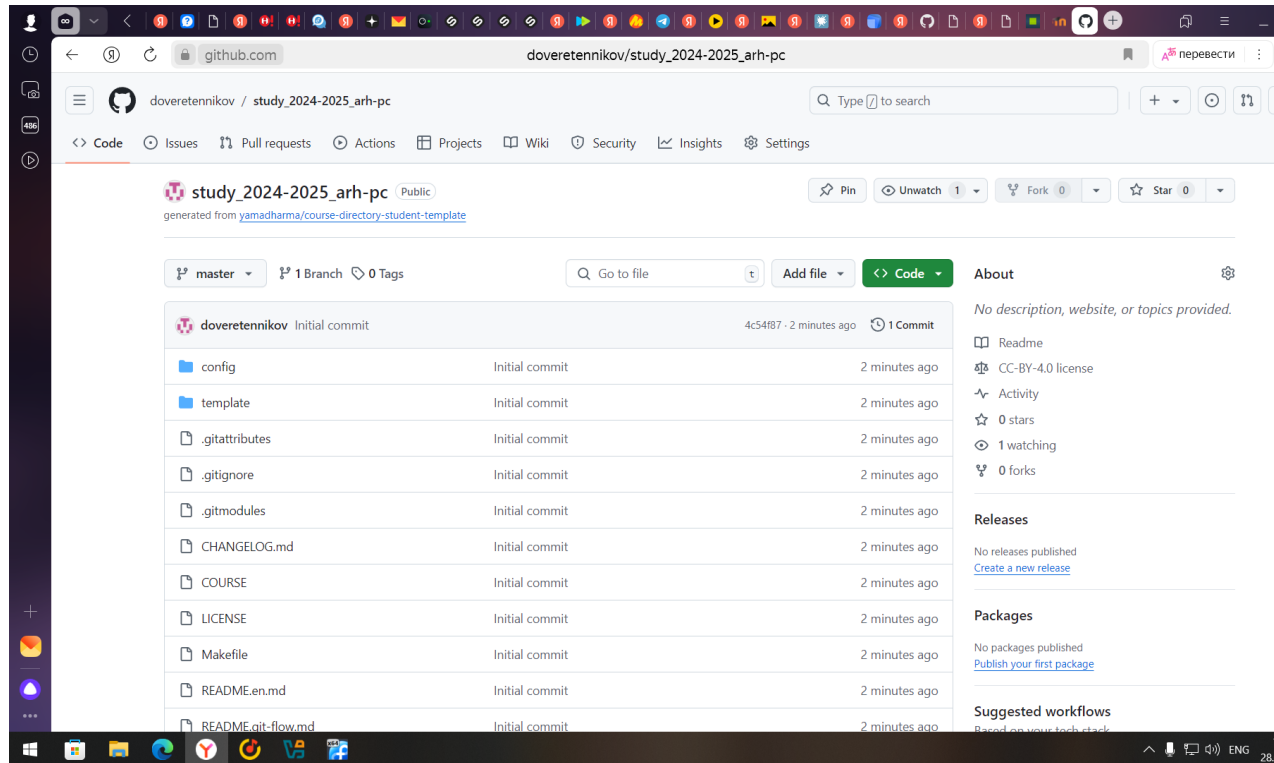 github.com
doveretennikov/study_2024-2025_arh-pc
перевести
486
doveretennikov / study_2024-2025_arh-pc
Type / to search
Code Issues Pull requests Actions Projects Wiki Security Insights Settings
study_2024-2025_arh-pc Public
Pin Unwatch 1 Fork 0 Star 0
generated from yamadharma/course-directory-student-template
master 1 Branch 0 Tags Go to file t Add file Code
doveretennikov Initial commit 4c54f87 · 2 minutes ago 1 Commit
config Initial commit 2 minutes ago
template Initial commit 2 minutes ago
.gitattributes Initial commit 2 minutes ago
.gitignore Initial commit 2 minutes ago
.gitmodules Initial commit 2 minutes ago
CHANGELOG.md Initial commit 2 minutes ago
COURSE Initial commit 2 minutes ago
LICENSE Initial commit 2 minutes ago
Makefile Initial commit 2 minutes ago
README.en.md Initial commit 2 minutes ago
README.git-flow.md Initial commit 2 minutes ago
About
No description, website, or topics provided.
Readme
CC-BY-4.0 license
Activity
0 stars
1 watching
0 forks
Releases
No releases published
Create a new release
Packages
No packages published
Publish your first package
Suggested workflows
Based on your tech stack
ENG
28.